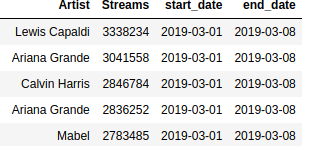 Artist Streams start_date end_date
Lewis Capaldi 3338234 2019-03-01 2019-03-08
Ariana Grande 3041558 2019-03-01 2019-03-08
Calvin Harris 2846784 2019-03-01 2019-03-08
Ariana Grande 2836252 2019-03-01 2019-03-08
Mabel 2783485 2019-03-01 2019-03-08